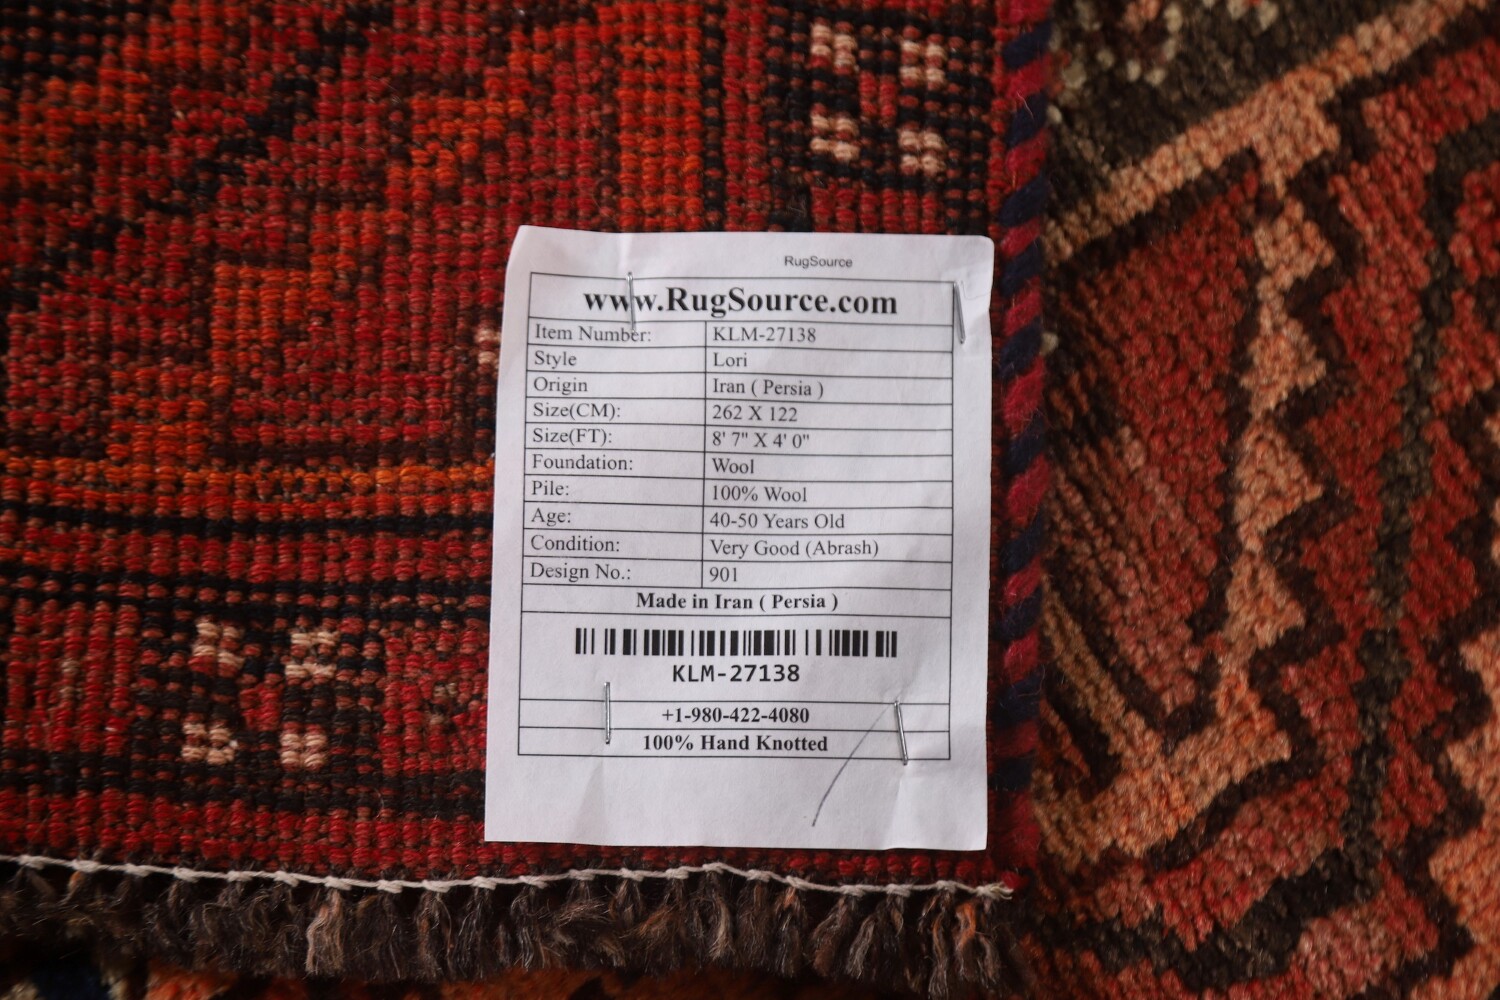 RugSource
www.RugSource.com
Item Number: KLM-27138
Style Lori
Origin Iran ( Persia )
Size(CM): 262 X 122
Size(FT): 8' 7" X 4' 0"
Foundation: Wool
Pile: 100% Wool
Age: 40-50 Years Old
Condition: Very Good (Abrash)
Design No.: 901
Made in Iran ( Persia )
KLM-27138
+1-980-422-4080
100% Hand Knotted